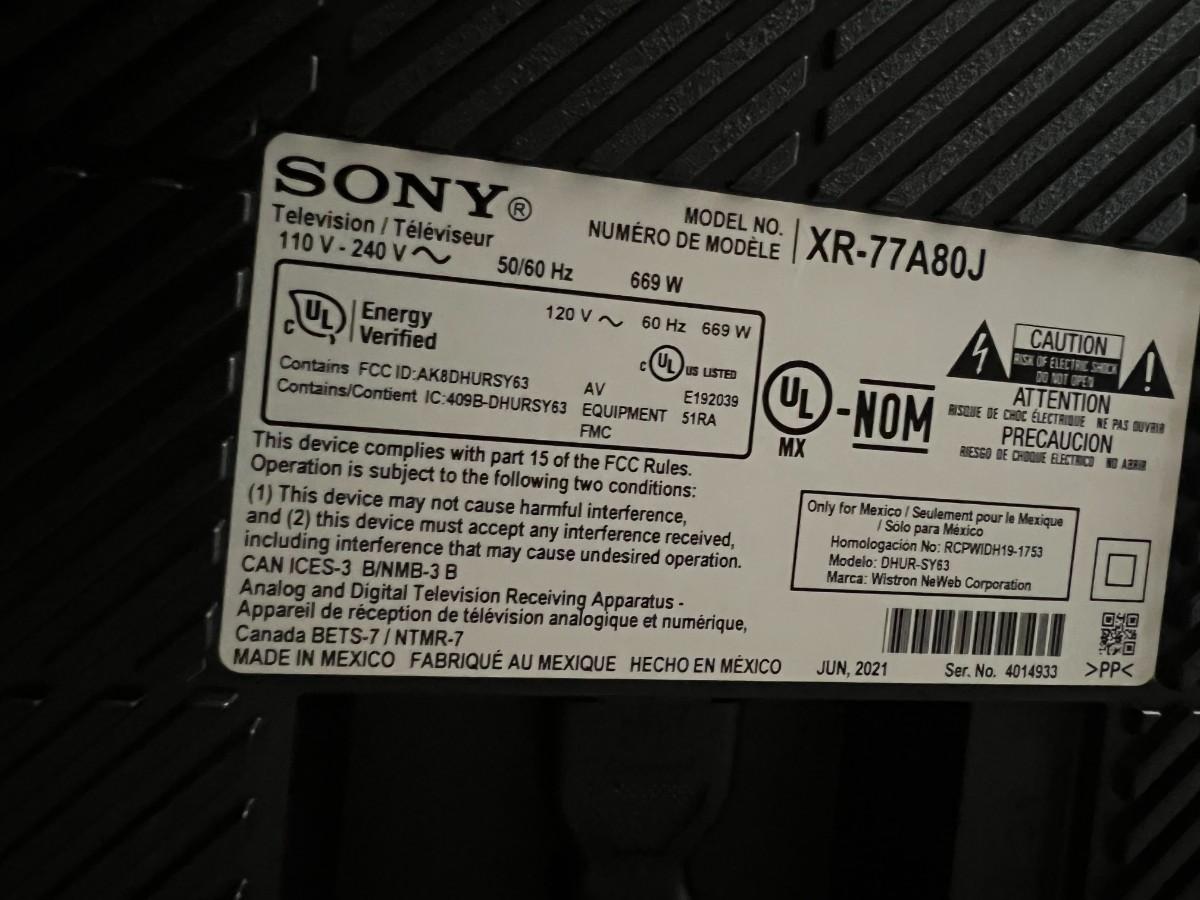 SONY®
Television / Téléviseur
110 V - 240 V ~ 50/60 Hz 669 W
MODEL NO.
NUMÉRO DE MODÈLE
XR-77A80J
c UL Energy
Verified
120 V ~ 60 Hz 669 W
c UL US LISTED
Contains FCC ID:AK8DHURSY63
Contains/Contient IC:409B-DHURSY63
AV E192039
EQUIPMENT 51RA
FMC
UL -NOM
MX
CAUTION
RISK OF ELECTRIC SHOCK
DO NOT OPEN
ATTENTION
RISQUE DE CHOC ÉLECTRIQUE NE PAS OUVRIR
PRECAUCION
RIESGO DE CHOQUE ELECTRICO NO ABRIR
This device complies with part 15 of the FCC Rules.
Operation is subject to the following two conditions:
(1) This device may not cause harmful interference,
and (2) this device must accept any interference received,
including interference that may cause undesired operation.
CAN ICES-3 B/NMB-3 B
Analog and Digital Television Receiving Apparatus -
Appareil de réception de télévision analogique et numérique,
Canada BETS-7 / NTMR-7
Only for Mexico / Seulement pour le Mexique
/ Sólo para México
Homologación No: RCPWIDH19-1753
Modelo: DHUR-SY63
Marca: Wistron NeWeb Corporation
MADE IN MEXICO FABRIQUÉ AU MEXIQUE HECHO EN MÉXICO JUN, 2021 Ser. No. 4014933 >PP<